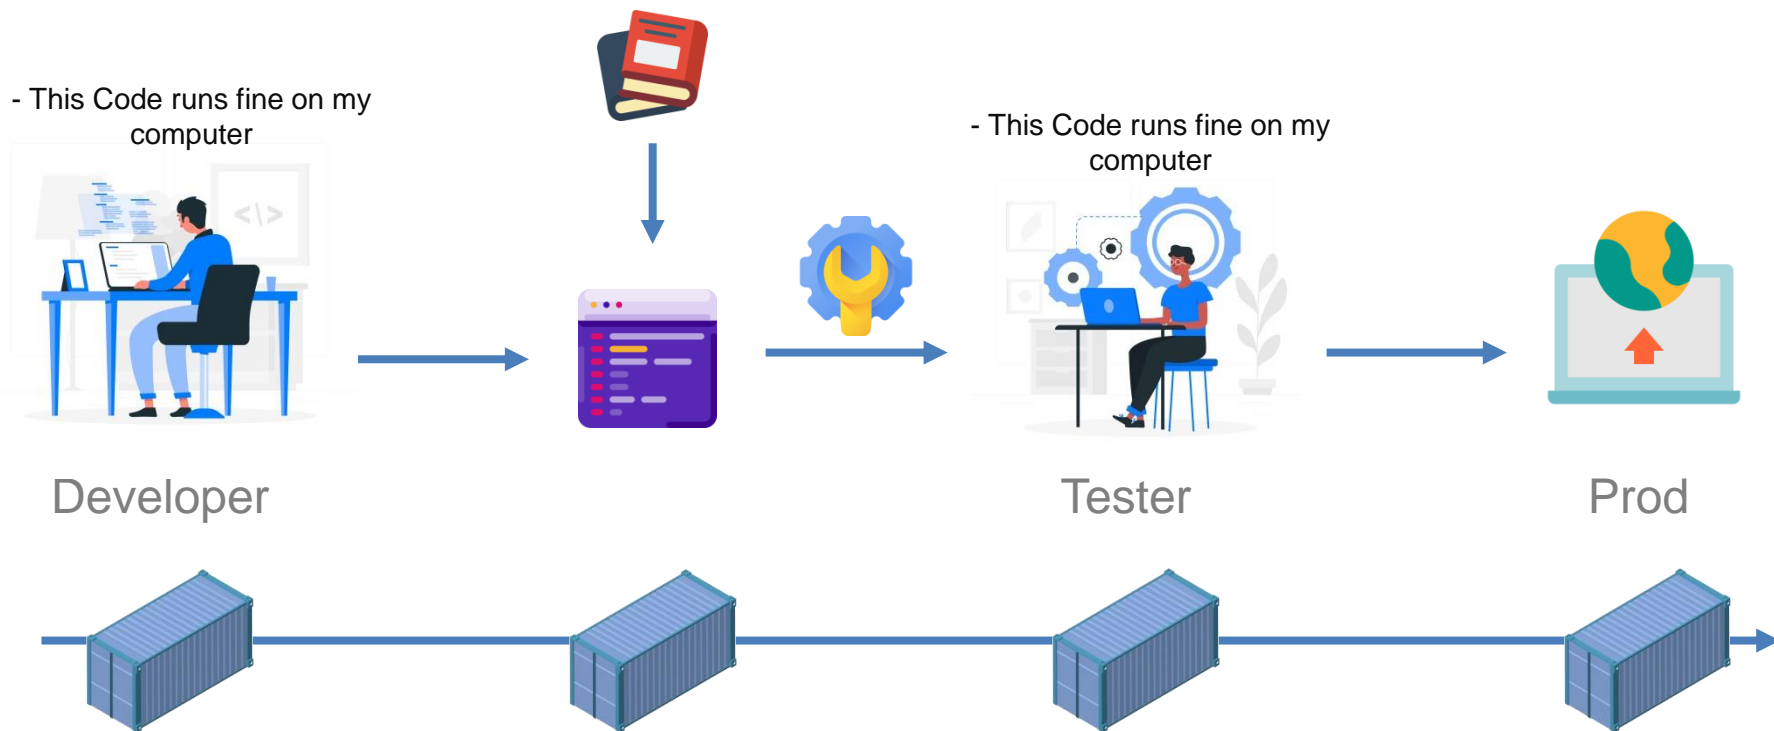 - This Code runs fine on my
computer
- This Code runs fine on my
computer
<\>
Developer
Tester
Prod